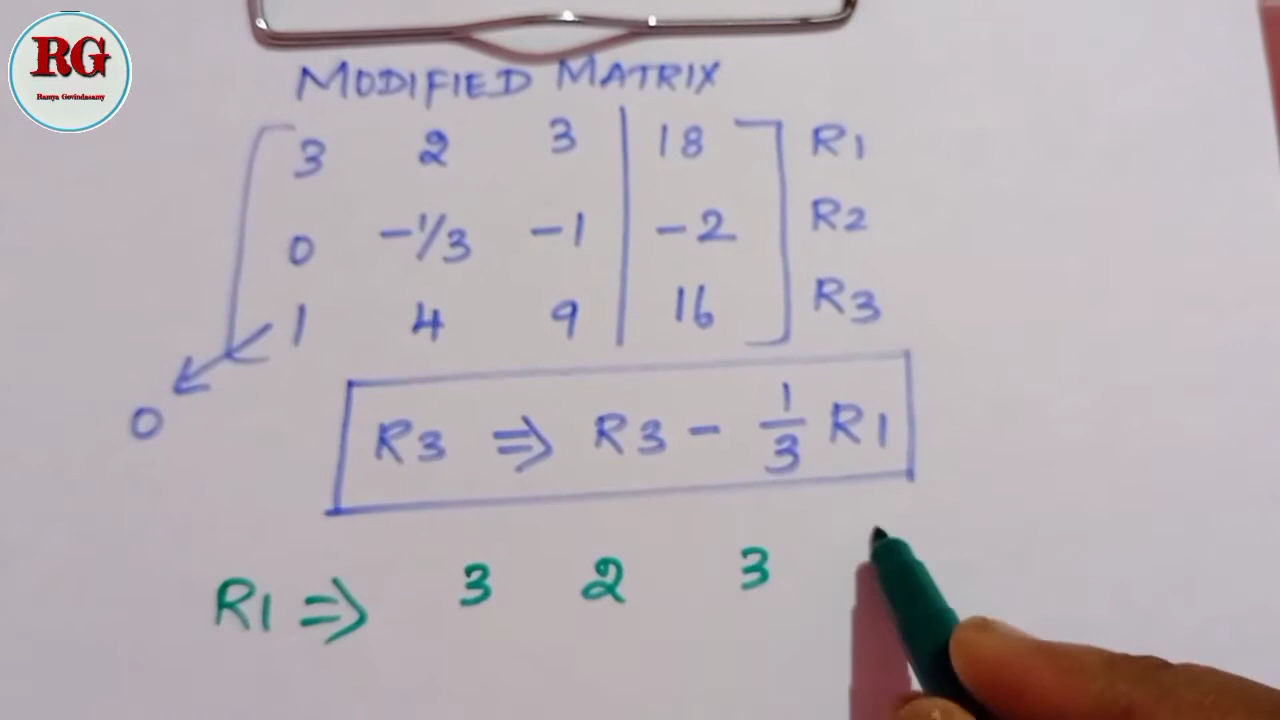 RG
Ramya Govindasamy
MODIFIED MATRIX
3 2 3 | 18 R1
0 -1/3 -1 | -2 R2
1 4 9 | 16 R3
0
R3 ⇒ R3 - 1/3 R1
R1 ⇒ 3 2 3